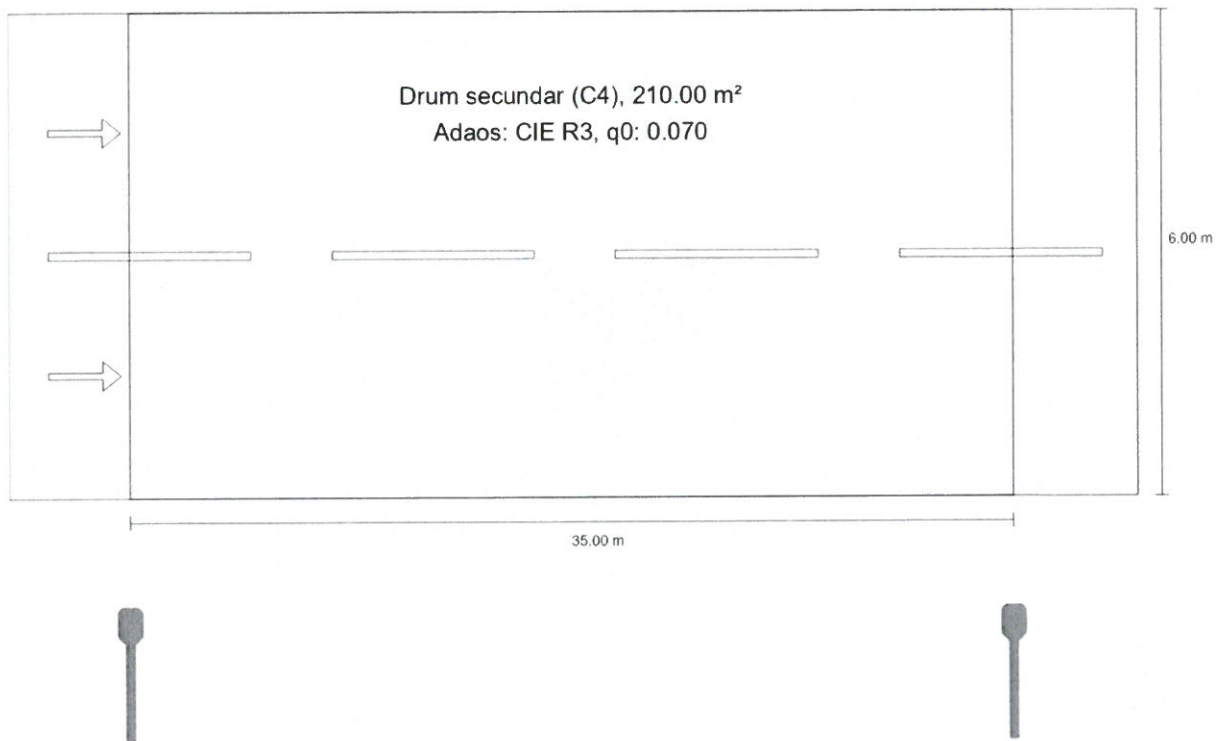 Drum secundar (C4), 210.00 m²
Adaos: CIE R3, q0: 0.070
6.00 m
35.00 m